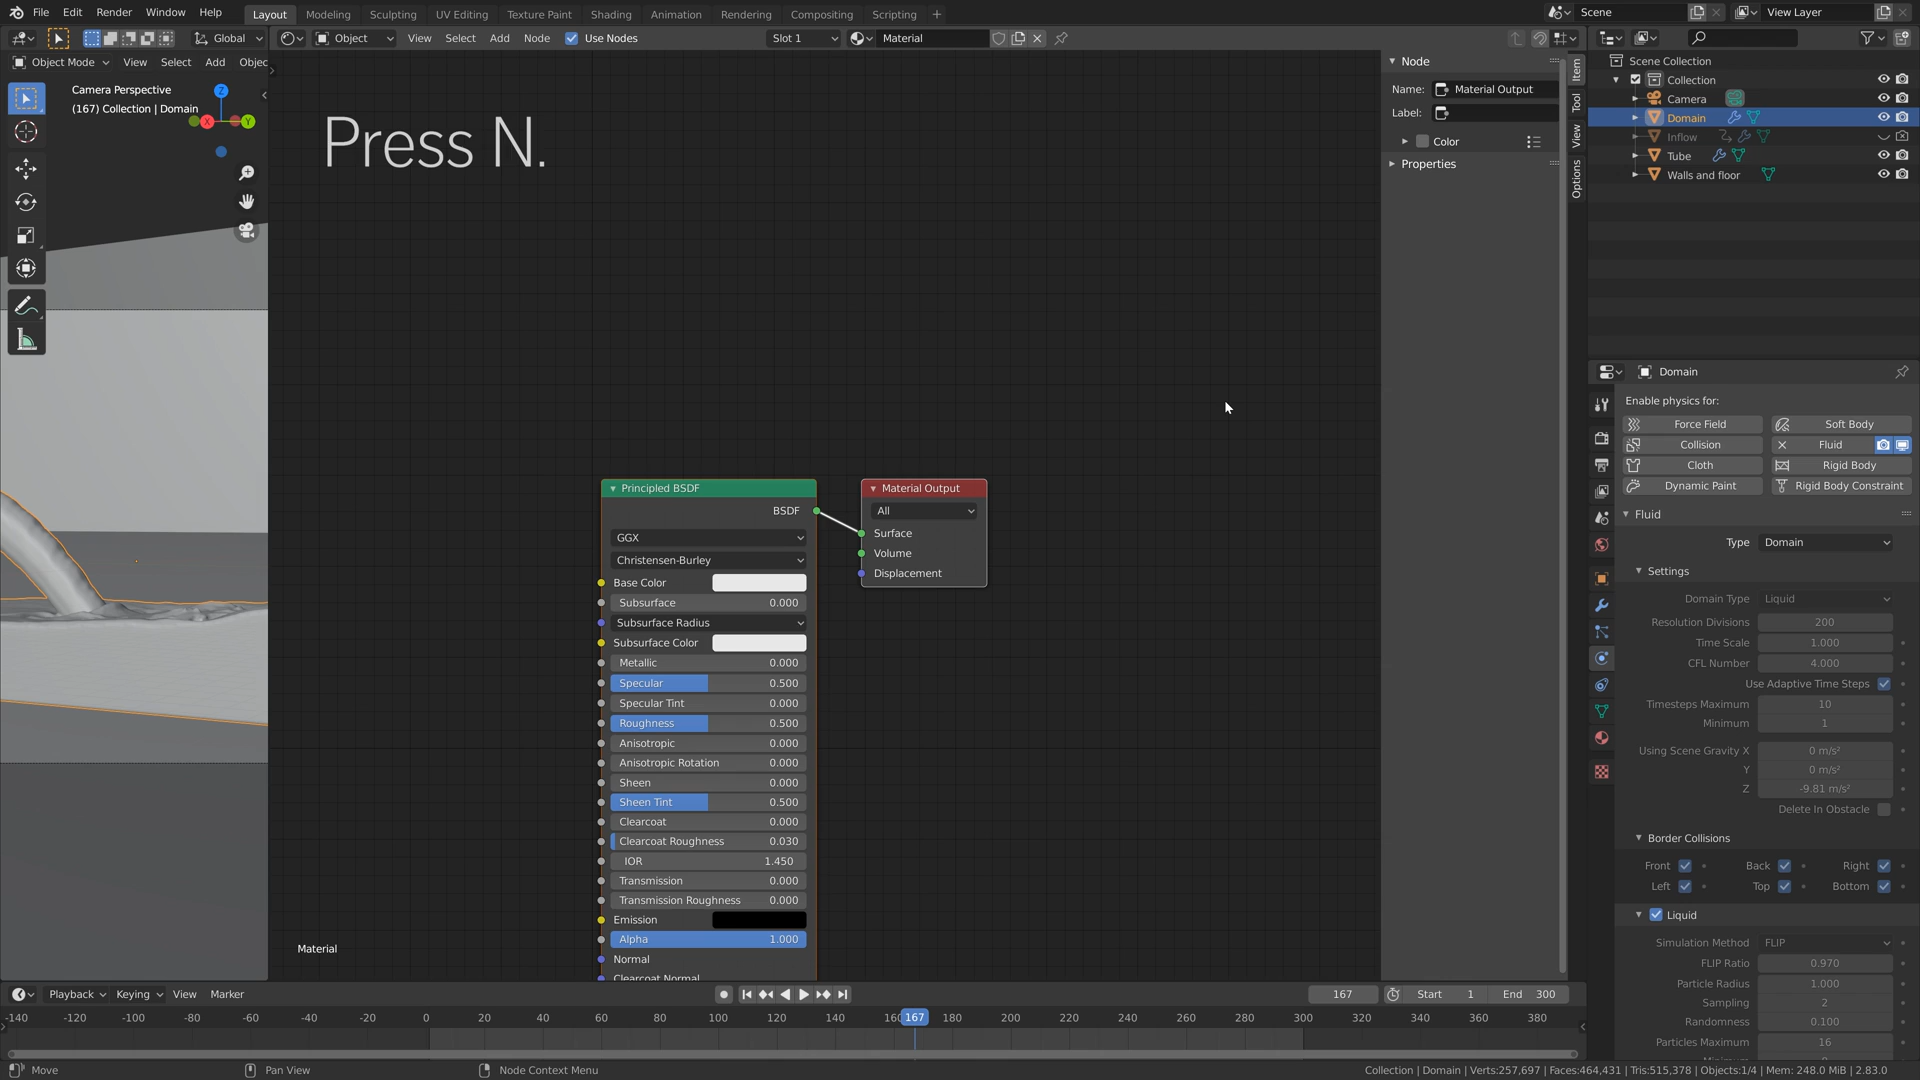 File Edit Render Window Help Layout Modeling Sculpting UV Editing Texture Paint Shading Animation Rendering Compositing Scripting + Scene View Layer
Global Object View Select Add Node Use Nodes Slot 1 Material
Object Mode View Select Add Objec
Camera Perspective
(167) Collection | Domain
Z
X
Y
Press N.
Principled BSDF
BSDF
GGX
Christensen-Burley
Base Color
Subsurface 0.000
Subsurface Radius
Subsurface Color
Metallic 0.000
Specular 0.500
Specular Tint 0.000
Roughness 0.500
Anisotropic 0.000
Anisotropic Rotation 0.000
Sheen 0.000
Sheen Tint 0.500
Clearcoat 0.000
Clearcoat Roughness 0.030
IOR 1.450
Transmission 0.000
Transmission Roughness 0.000
Emission
Alpha 1.000
Normal
Clearcoat Normal
Material Output
All
Surface
Volume
Displacement
Material
Node
Name: Material Output
Label:
Color
Properties
Item
Tool
View
Options
Scene Collection
Collection
Camera
Domain
Inflow
Tube
Walls and floor
Domain
Enable physics for:
Force Field Soft Body
Collision Fluid
Cloth Rigid Body
Dynamic Paint Rigid Body Constraint
Fluid
Type Domain
Settings
Domain Type Liquid
Resolution Divisions 200
Time Scale 1.000
CFL Number 4.000
Use Adaptive Time Steps
Timesteps Maximum 10
Minimum 1
Using Scene Gravity X 0 m/s²
Y 0 m/s²
Z -9.81 m/s²
Delete In Obstacle
Border Collisions
Front Back Right
Left Top Bottom
Liquid
Simulation Method FLIP
FLIP Ratio 0.970
Particle Radius 1.000
Sampling 2
Randomness 0.100
Particles Maximum 16
Playback Keying View Marker 167 Start 1 End 300
-140 -120 -100 -80 -60 -40 -20 0 20 40 60 80 100 120 140 160 167 180 200 220 240 260 280 300 320 340 360 380
Move Pan View Node Context Menu Collection | Domain | Verts:257,697 | Faces:464,431 | Tris:515,378 | Objects:1/4 | Mem: 248.0 MiB | 2.83.0